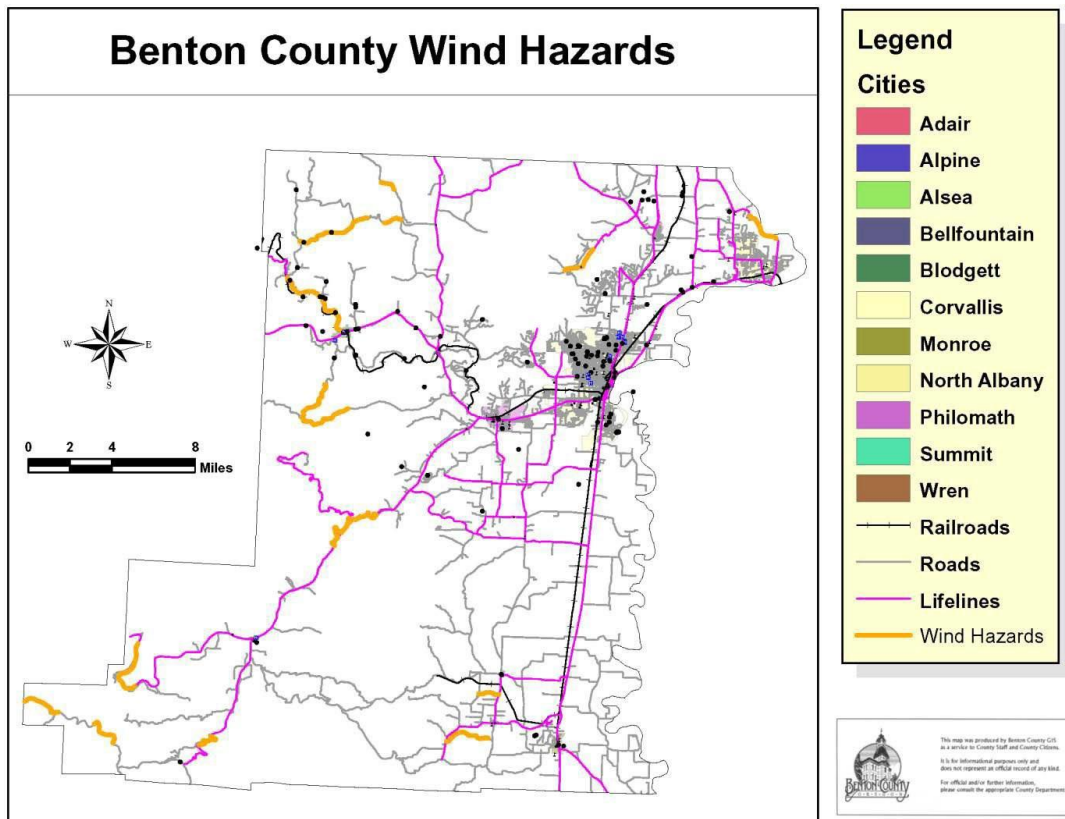 Benton County Wind Hazards
N
W
E
S
0 2 4 8
Miles
Legend
Cities
Adair
Alpine
Alsea
Bellfountain
Blodgett
Corvallis
Monroe
North Albany
Philomath
Summit
Wren
Railroads
Roads
Lifelines
Wind Hazards
BENTON COUNTY
OREGON
This map was produced by Benton County GIS
as a service to County Staff and County Citizens.
It is for informational purposes only and
does not represent an official record of any kind.
For official and/or further information,
please consult the appropriate County Department